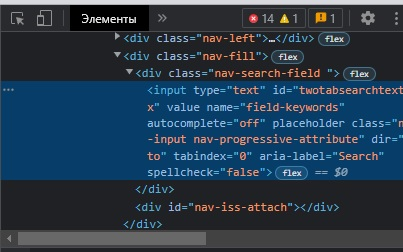 Элементы » 14 1 1
<div class="nav-left">…</div> flex
<div class="nav-fill"> flex
<div class="nav-search-field "> flex
<input type="text" id="twotabsearchtext
x" value name="field-keywords"
autocomplete="off" placeholder class="n
-input nav-progressive-attribute" dir="
to" tabindex="0" aria-label="Search"
spellcheck="false"> flex == $0
</div>
<div id="nav-iss-attach"></div>
</div>